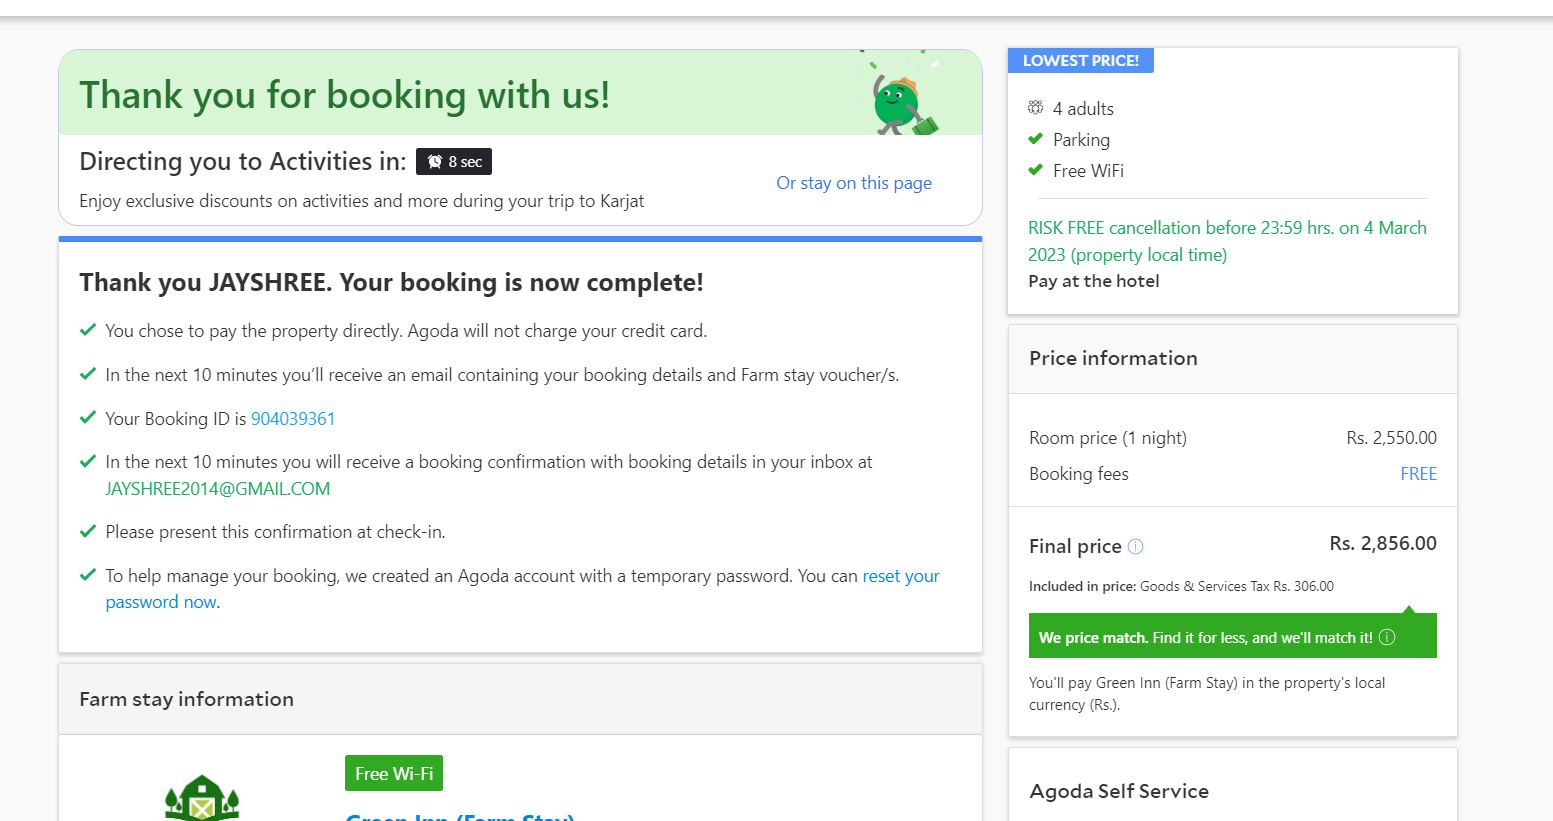 Thank you for booking with us!
Directing you to Activities in: 8 sec
Enjoy exclusive discounts on activities and more during your trip to Karjat
Or stay on this page
Thank you JAYSHREE. Your booking is now complete!
You chose to pay the property directly. Agoda will not charge your credit card.
In the next 10 minutes you’ll receive an email containing your booking details and Farm stay voucher/s.
Your Booking ID is 904039361
In the next 10 minutes you will receive a booking confirmation with booking details in your inbox at
JAYSHREE2014@GMAIL.COM
Please present this confirmation at check-in.
To help manage your booking, we created an Agoda account with a temporary password. You can reset your
password now.
Farm stay information
Free Wi-Fi
Green Inn (Farm Stay)
LOWEST PRICE!
4 adults
Parking
Free WiFi
RISK FREE cancellation before 23:59 hrs. on 4 March
2023 (property local time)
Pay at the hotel
Price information
Room price (1 night) Rs. 2,550.00
Booking fees FREE
Final price Rs. 2,856.00
Included in price: Goods & Services Tax Rs. 306.00
We price match. Find it for less, and we'll match it!
You'll pay Green Inn (Farm Stay) in the property's local
currency (Rs.).
Agoda Self Service